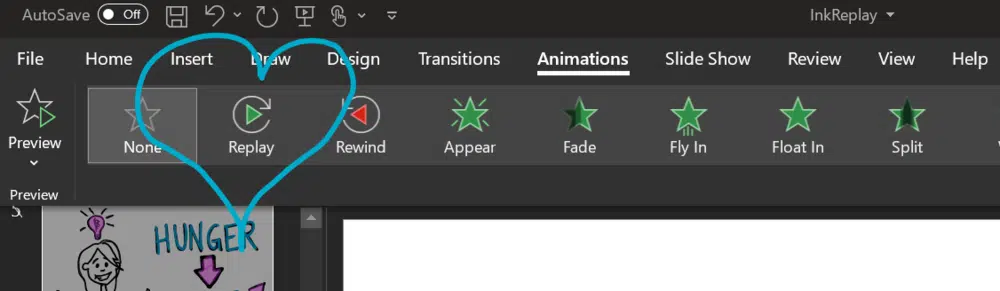 AutoSave Off InkReplay
File Home Insert Draw Design Transitions Animations Slide Show Review View Help
Preview None Replay Rewind Appear Fade Fly In Float In Split
Preview
HUNGER